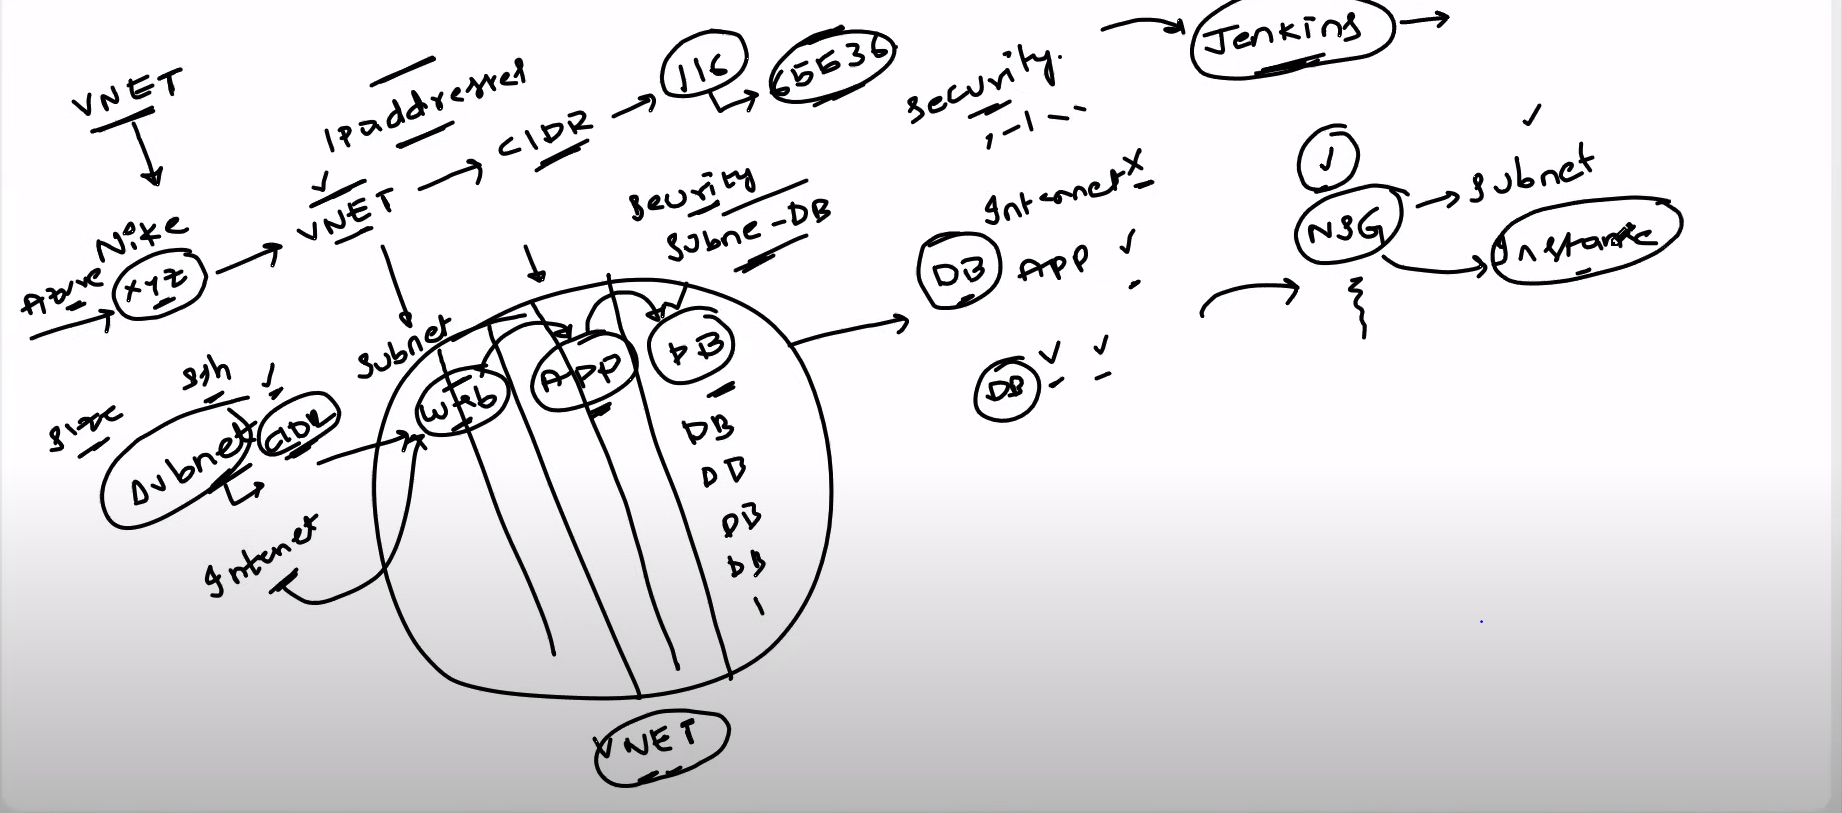 Jenkins
/16
65536
Security.
VNET
IPaddresses
CIDR
VNET
Security
Subne-DB
Internet X
Subnet
NSG
Instance
Nike
XYZ
Azure
DB
APP
Subnet
Web
APP
DB
DB
Size
Subnet
CIDR
DB
DB
DB
DB
Internet
VNET